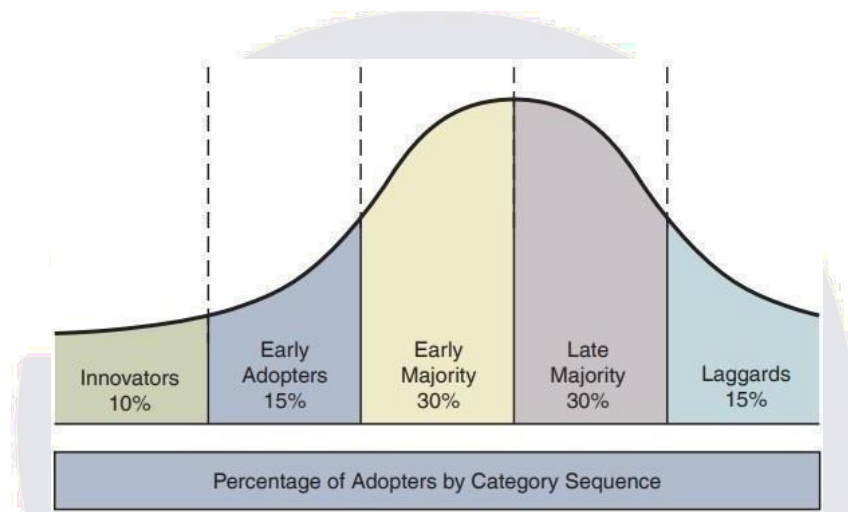 Innovators
10%
Early
Adopters
15%
Early
Majority
30%
Late
Majority
30%
Laggards
15%
Percentage of Adopters by Category Sequence